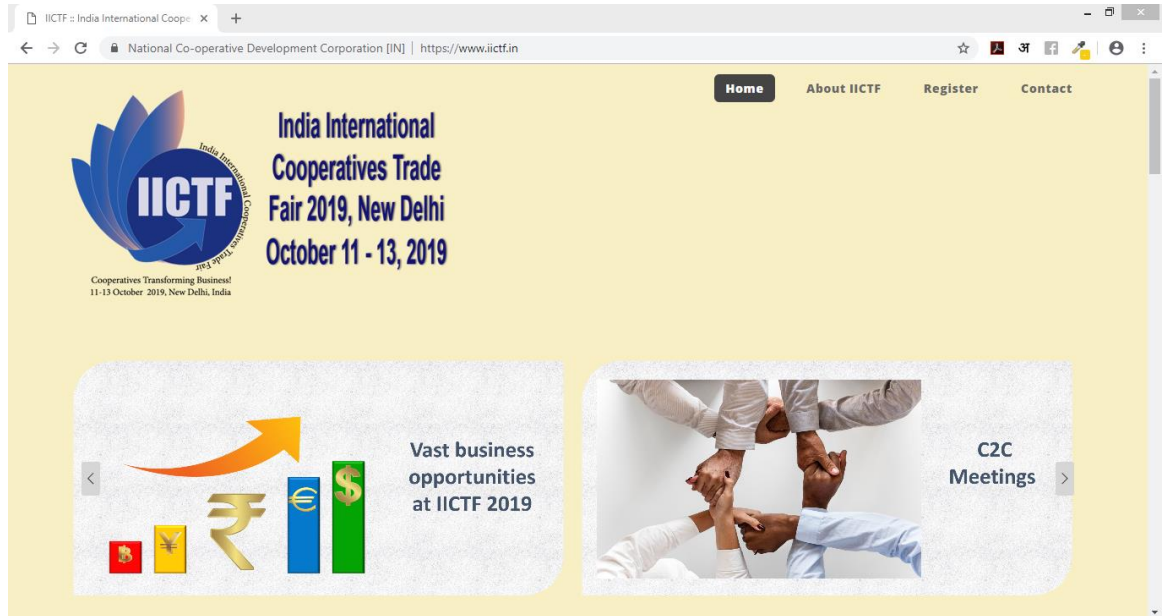 IICTF :: India International Coope
National Co-operative Development Corporation [IN] | https://www.iictf.in
अ
Home About IICTF Register Contact
India International Cooperatives Trade Fair
IICTF
Cooperatives Transforming Business!
11-13 October 2019, New Delhi, India
India International
Cooperatives Trade
Fair 2019, New Delhi
October 11 - 13, 2019
Vast business
opportunities
at IICTF 2019
C2C
Meetings